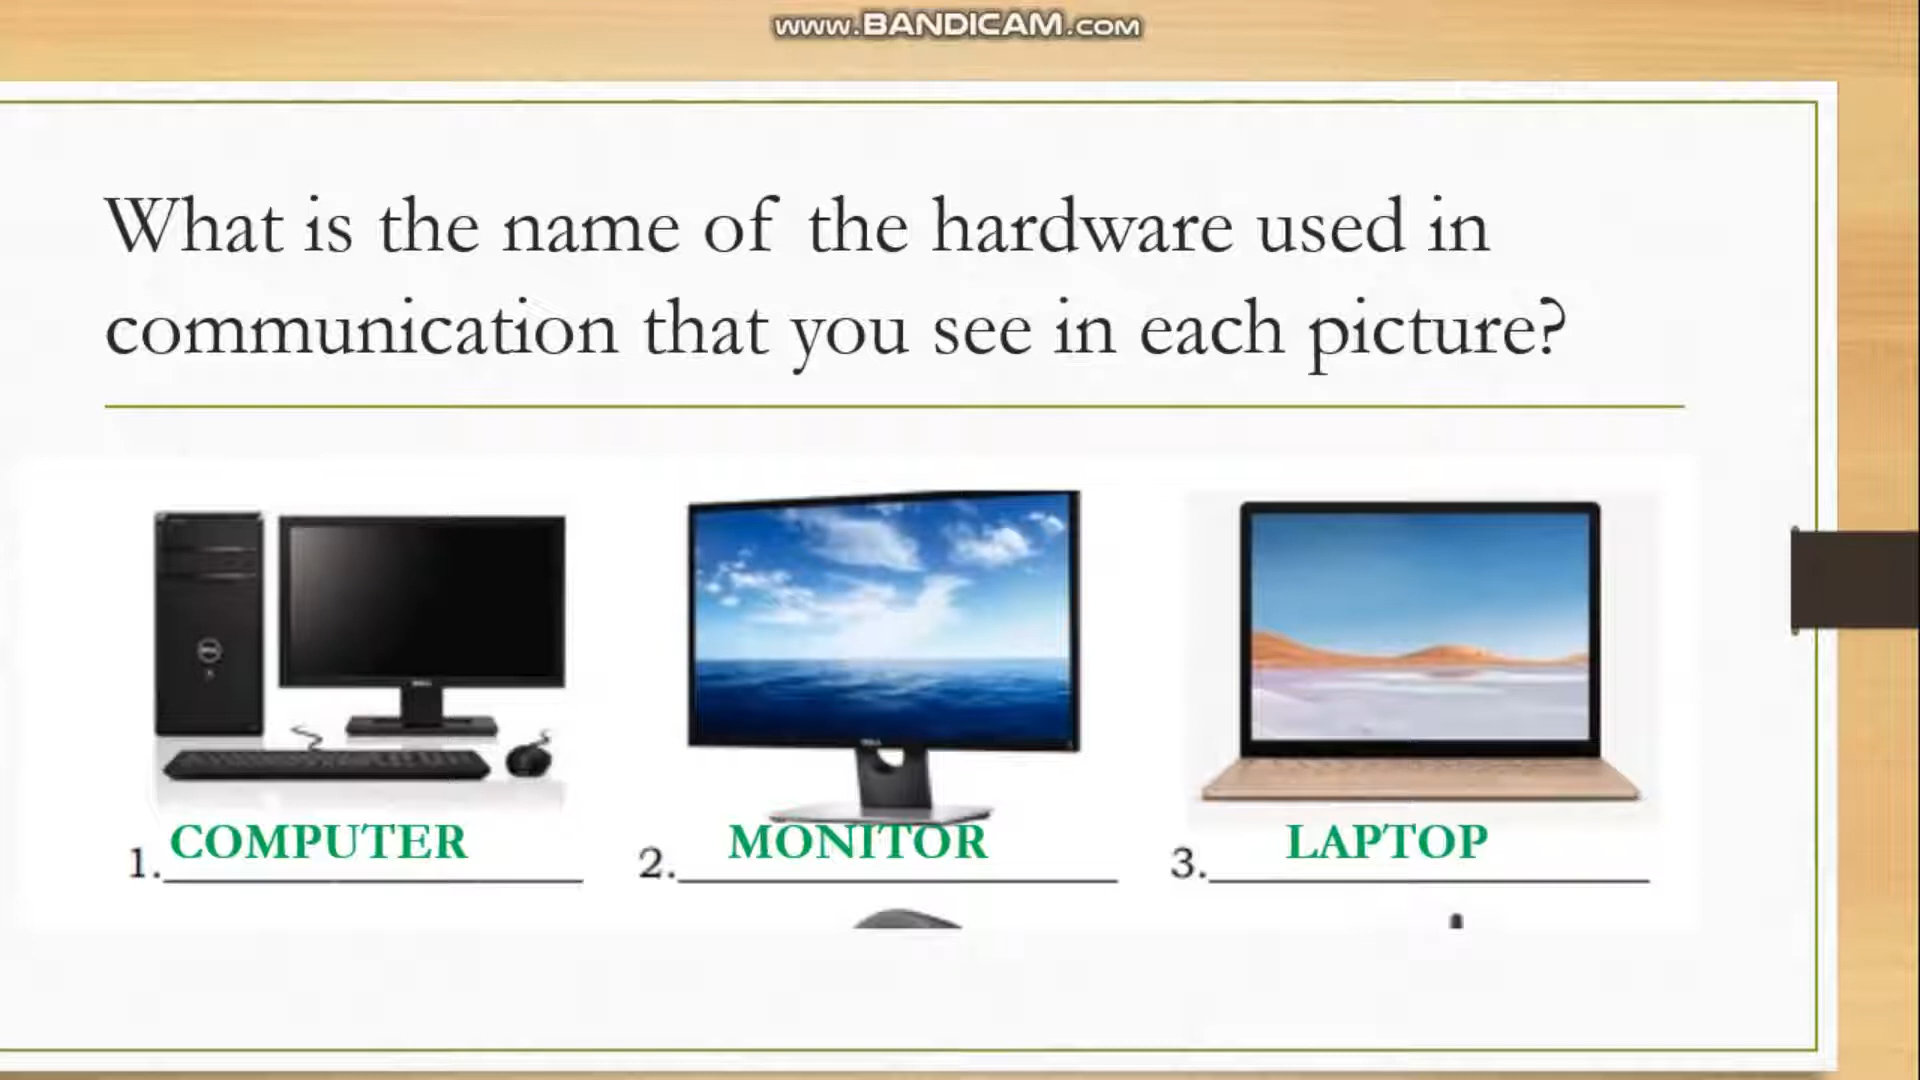 www.BANDICAM.com
What is the name of the hardware used in
communication that you see in each picture?
1. COMPUTER
2. MONITOR
3. LAPTOP